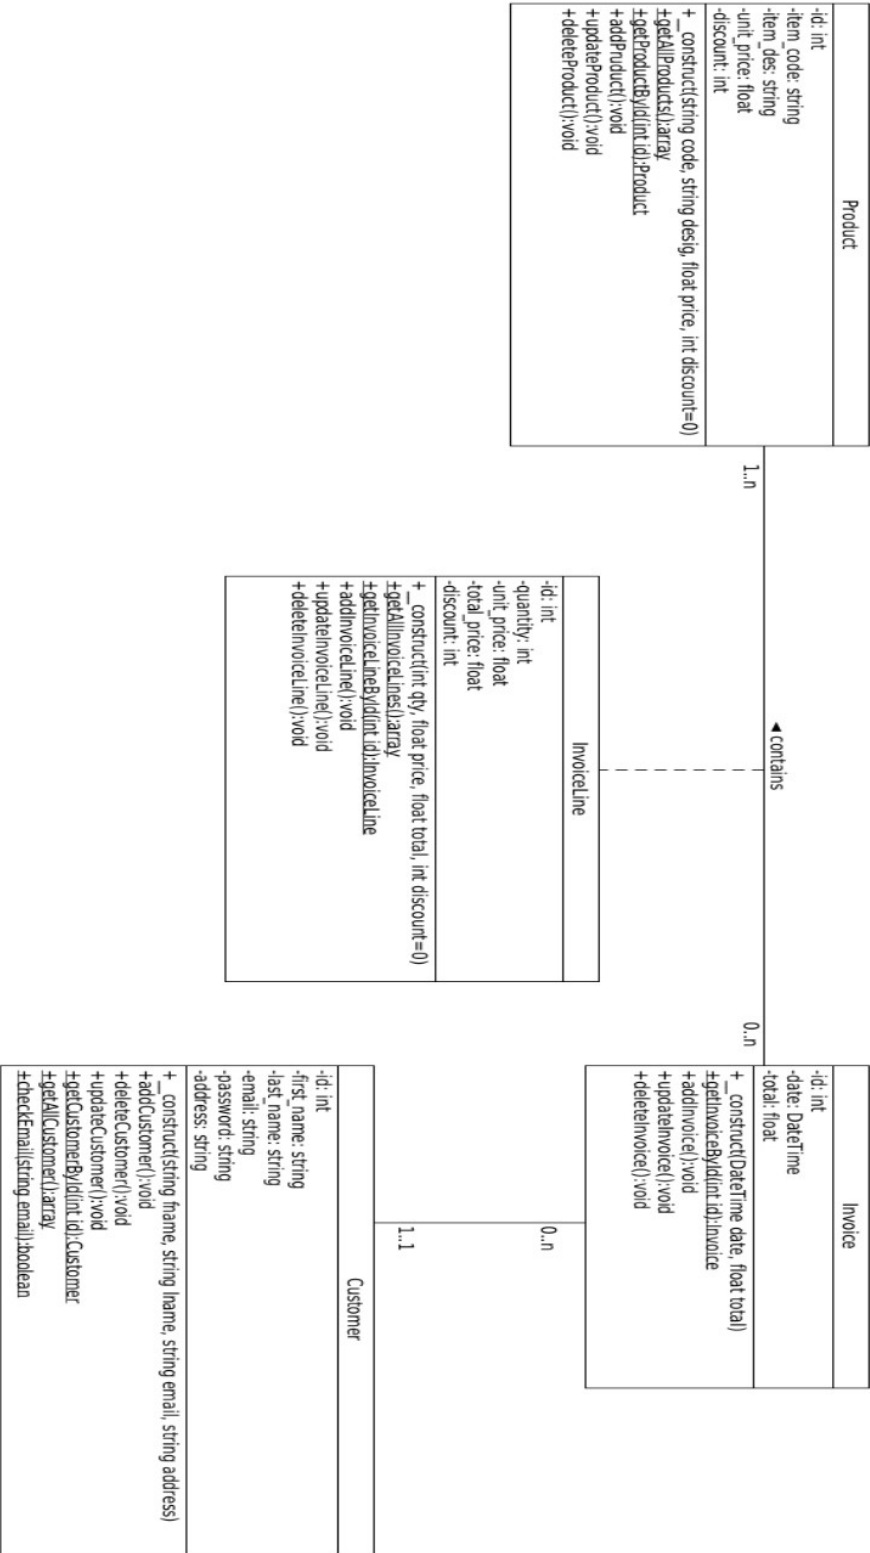 Product
-id: int
-item_code: string
-item_des: string
-unit_price: float
-discount: int
+__construct(string code, string desig, float price, int discount=0)
+getAllProducts():array
+getProductById(int id):Product
+addPruduct():void
+updateProduct():void
+deleteProduct():void
1..n
◄ contains
0..n
Invoice
-id: int
-date: DateTime
-total: float
+__construct(DateTime date, float total)
+getInvoiceById(int id):Invoice
+addInvoice():void
+updateInvoice():void
+deleteInvoice():void
InvoiceLine
-id: int
-quantity: int
-unit_price: float
-total_price: float
-discount: int
+__construct(int qty, float price, float total, int discount=0)
+getAllInvoiceLines():array
+getInvoiceLineById(int id):InvoiceLine
+addInvoiceLine():void
+updateInvoiceLine():void
+deleteInvoiceLine():void
0..n
1..1
Customer
-id: int
-first_name: string
-last_name: string
-email: string
-password: string
-address: string
+__construct(string fname, string lname, string email, string address)
+addCustomer():void
+deleteCustomer():void
+updateCustomer():void
+getCustomerById(int id):Customer
+getAllCustomer():array
+checkEmail(string email):boolean